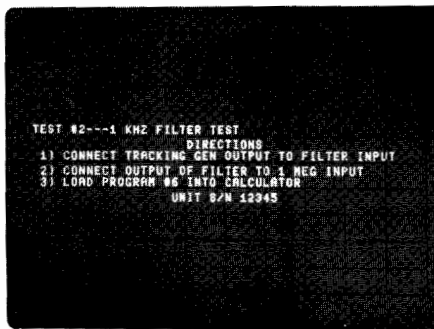 TEST #2---1 KHZ FILTER TEST
DIRECTIONS
1) CONNECT TRACKING GEN OUTPUT TO FILTER INPUT
2) CONNECT OUTPUT OF FILTER TO 1 MEG INPUT
3) LOAD PROGRAM #6 INTO CALCULATOR
UNIT S/N 12345